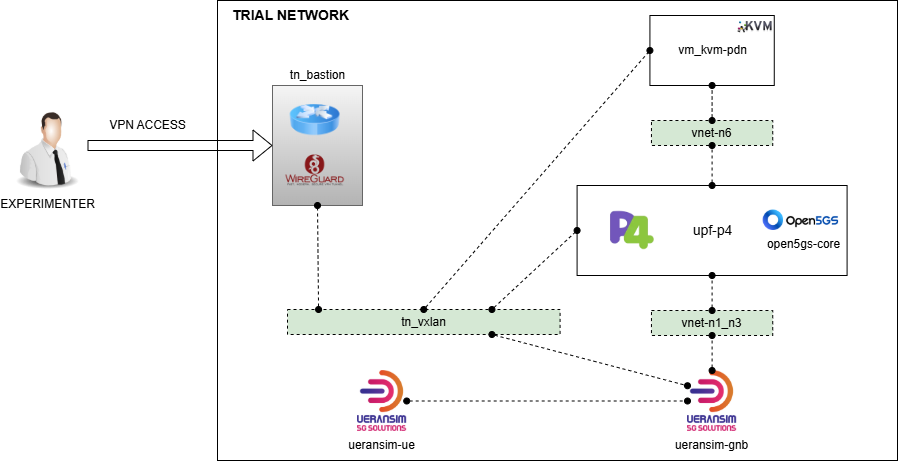 TRIAL NETWORK
KVM
vm_kvm-pdn
tn_bastion
VPN ACCESS
vnet-n6
WIREGUARD
EXPERIMENTER
P4
upf-p4
Open5GS
open5gs-core
tn_vxlan
vnet-n1_n3
UERANSIM
5G SOLUTIONS
ueransim-ue
UERANSIM
5G SOLUTIONS
ueransim-gnb